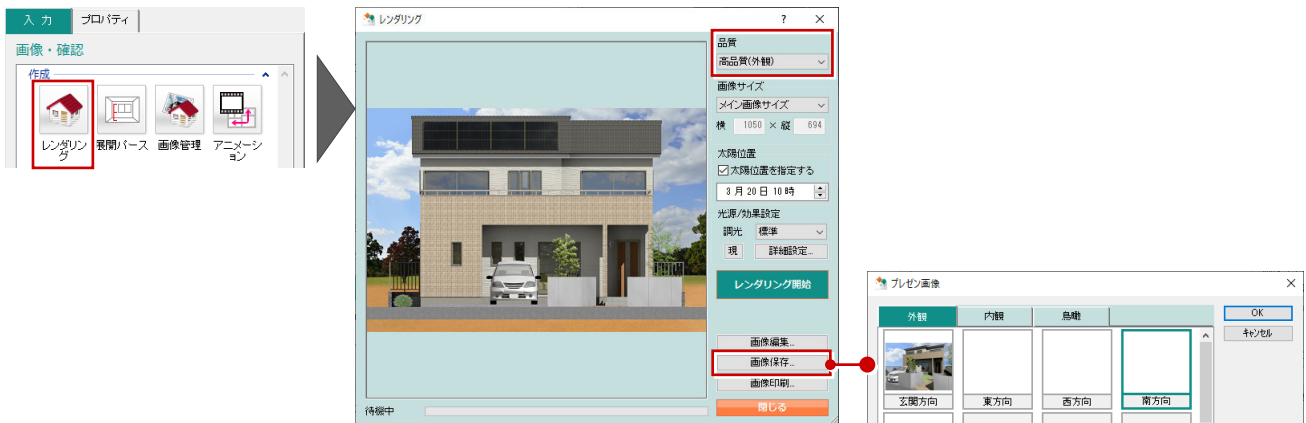 入 力 プロパティ
画像・確認
作成
レンダリン
グ
展開パース
画像管理
アニメーシ
ョン
レンダリング
? ×
品質
高品質(外観)
画像サイズ
メイン画像サイズ
横 1050 × 縦 694
太陽位置
太陽位置を指定する
3 月 20 日 10 時
光源/効果設定
調光 標準
現 詳細設定...
レンダリング開始
画像編集...
画像保存...
画像印刷...
待機中
閉じる
プレゼン画像
×
外観 内観 鳥瞰
OK
キャンセル
玄関方向 東方向 西方向 南方向